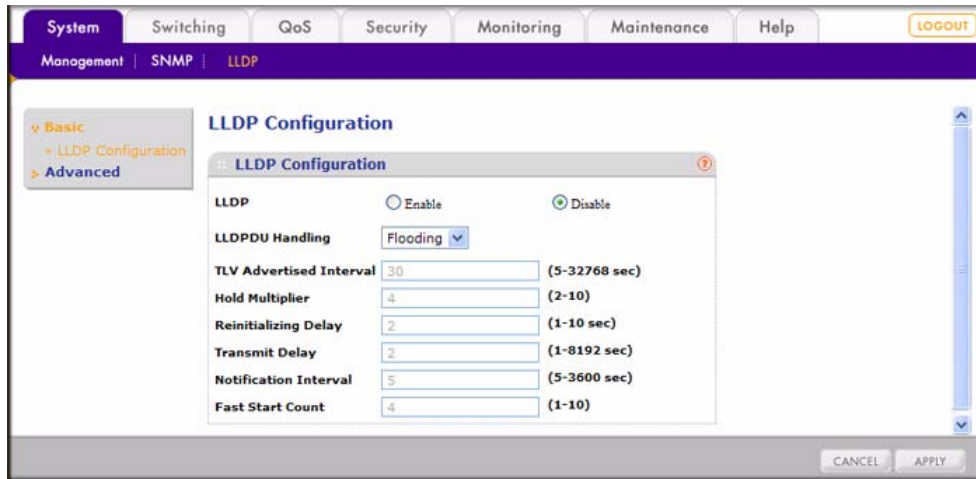 System Switching QoS Security Monitoring Maintenance Help LOGOUT
Management | SNMP | LLDP
Basic
LLDP Configuration
Advanced
LLDP Configuration
LLDP Configuration ?
LLDP Enable Disable
LLDPDU Handling Flooding
TLV Advertised Interval 30 (5-32768 sec)
Hold Multiplier 4 (2-10)
Reinitializing Delay 2 (1-10 sec)
Transmit Delay 2 (1-8192 sec)
Notification Interval 5 (5-3600 sec)
Fast Start Count 4 (1-10)
CANCEL APPLY